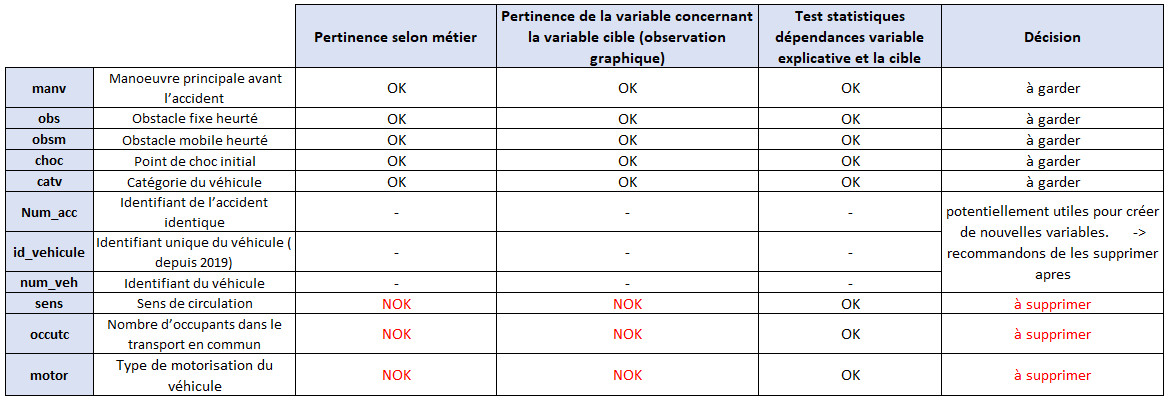 Pertinence selon métier
Pertinence de la variable concernant
la variable cible (observation
graphique)
Test statistiques
dépendances variable
explicative et la cible
Décision
manv
Manoeuvre principale avant
l’accident
OK
OK
OK
à garder
obs
Obstacle fixe heurté
OK
OK
OK
à garder
obsm
Obstacle mobile heurté
OK
OK
OK
à garder
choc
Point de choc initial
OK
OK
OK
à garder
catv
Catégorie du véhicule
OK
OK
OK
à garder
Num_acc
Identifiant de l’accident
identique
-
-
-
potentiellement utiles pour créer
de nouvelles variables. ->
recommandons de les supprimer
apres
id_vehicule
Identifiant unique du véhicule (
depuis 2019)
-
-
-
num_veh
Identifiant du véhicule
-
-
-
sens
Sens de circulation
NOK
NOK
OK
à supprimer
occutc
Nombre d’occupants dans le
transport en commun
NOK
NOK
OK
à supprimer
motor
Type de motorisation du
véhicule
NOK
NOK
OK
à supprimer